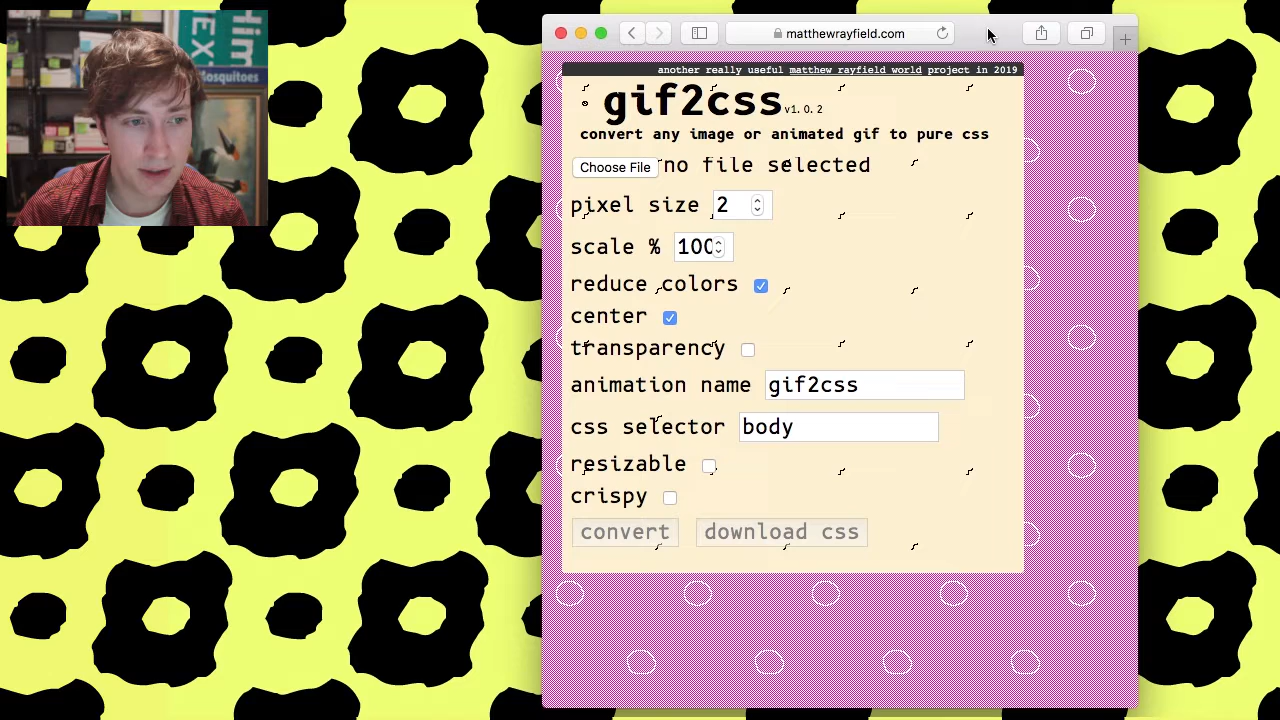 Mosquitoes
matthewrayfield.com
another really useful matthew rayfield world project in 2019
gif2css v1.0.2
convert any image or animated gif to pure css
Choose File no file selected
pixel size 2
scale % 100
reduce colors
center
transparency
animation name gif2css
css selector body
resizable
crispy
convert download css